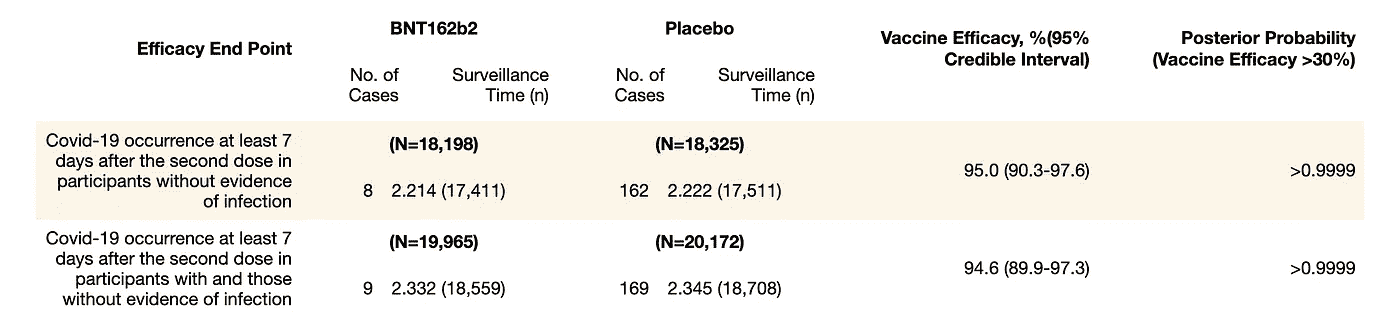 Efficacy End Point
BNT162b2
Placebo
Vaccine Efficacy, %(95%
Credible Interval)
Posterior Probability
(Vaccine Efficacy >30%)
No. of
Cases
Surveillance
Time (n)
No. of
Cases
Surveillance
Time (n)
Covid-19 occurrence at least 7
days after the second dose in
participants without evidence
of infection
(N=18,198)
8 2.214 (17,411)
(N=18,325)
162 2.222 (17,511)
95.0 (90.3-97.6)
>0.9999
Covid-19 occurrence at least 7
days after the second dose in
participants with and those
without evidence of infection
(N=19,965)
9 2.332 (18,559)
(N=20,172)
169 2.345 (18,708)
94.6 (89.9-97.3)
>0.9999